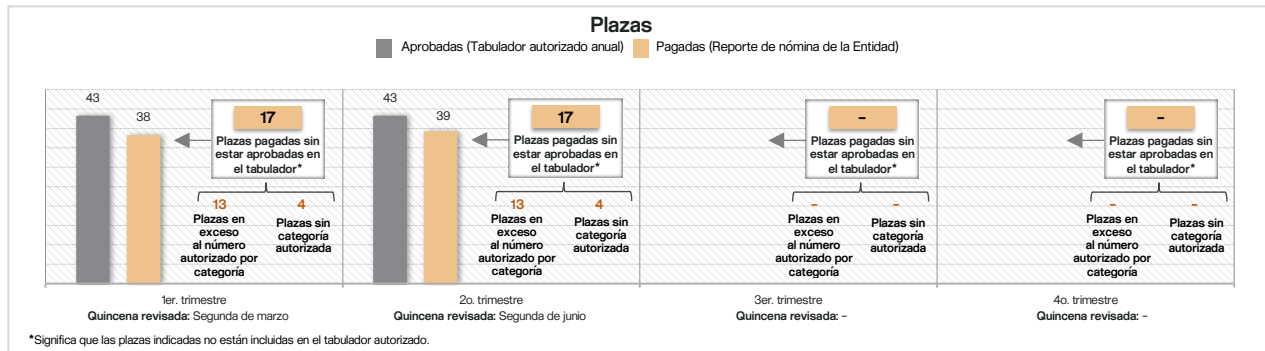 Plazas
Aprobadas (Tabulador autorizado anual)
Pagadas (Reporte de nómina de la Entidad)
43
38
17
Plazas pagadas sin
estar aprobadas en
el tabulador*
13
Plazas en
exceso
al número
autorizado por
categoría
4
Plazas sin
categoría
autorizada
1er. trimestre
Quincena revisada: Segunda de marzo
43
39
17
Plazas pagadas sin
estar aprobadas en
el tabulador*
13
Plazas en
exceso
al número
autorizado por
categoría
4
Plazas sin
categoría
autorizada
2o. trimestre
Quincena revisada: Segunda de junio
-
Plazas pagadas sin
estar aprobadas en
el tabulador*
-
Plazas en
exceso
al número
autorizado por
categoría
-
Plazas sin
categoría
autorizada
3er. trimestre
Quincena revisada: -
-
Plazas pagadas sin
estar aprobadas en
el tabulador*
-
Plazas en
exceso
al número
autorizado por
categoría
-
Plazas sin
categoría
autorizada
4o. trimestre
Quincena revisada: -
*Significa que las plazas indicadas no están incluidas en el tabulador autorizado.